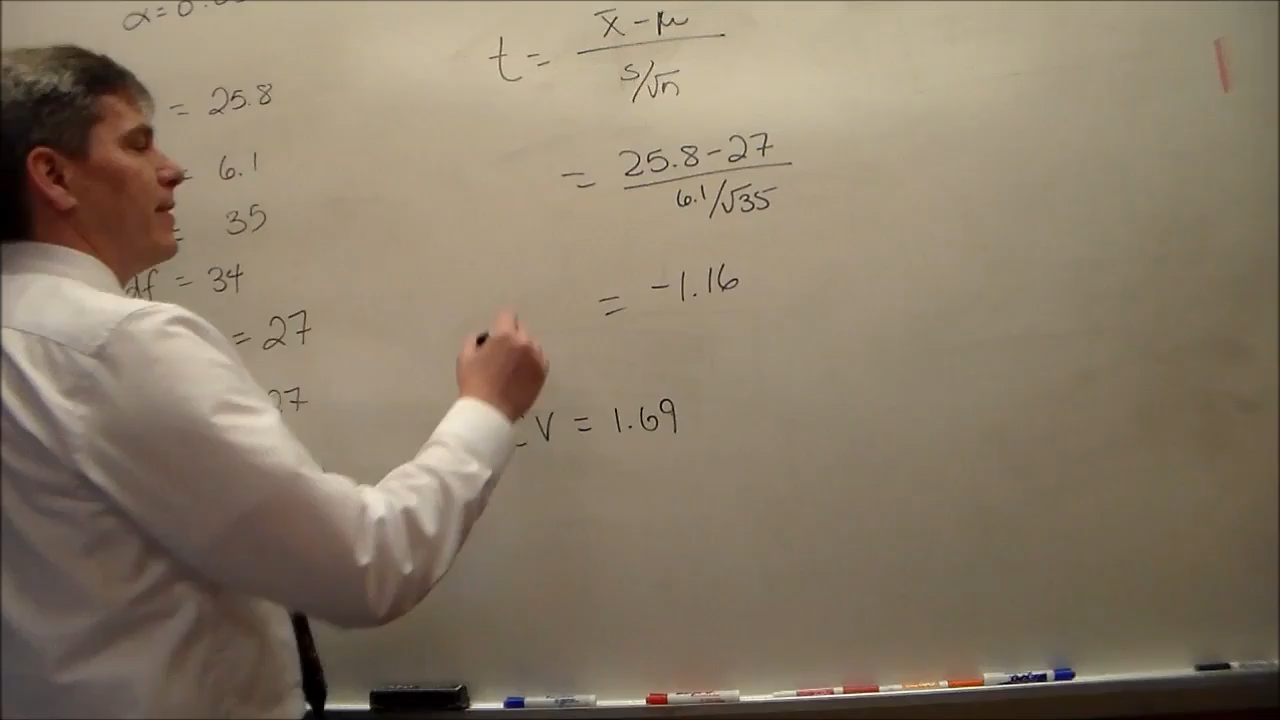 α = 0.
= 25.8
= 6.1
= 35
df = 34
= 27
27
t = x̄ - μ
s/√n
= 25.8 - 27
6.1/√35
= -1.16
CV = 1.69